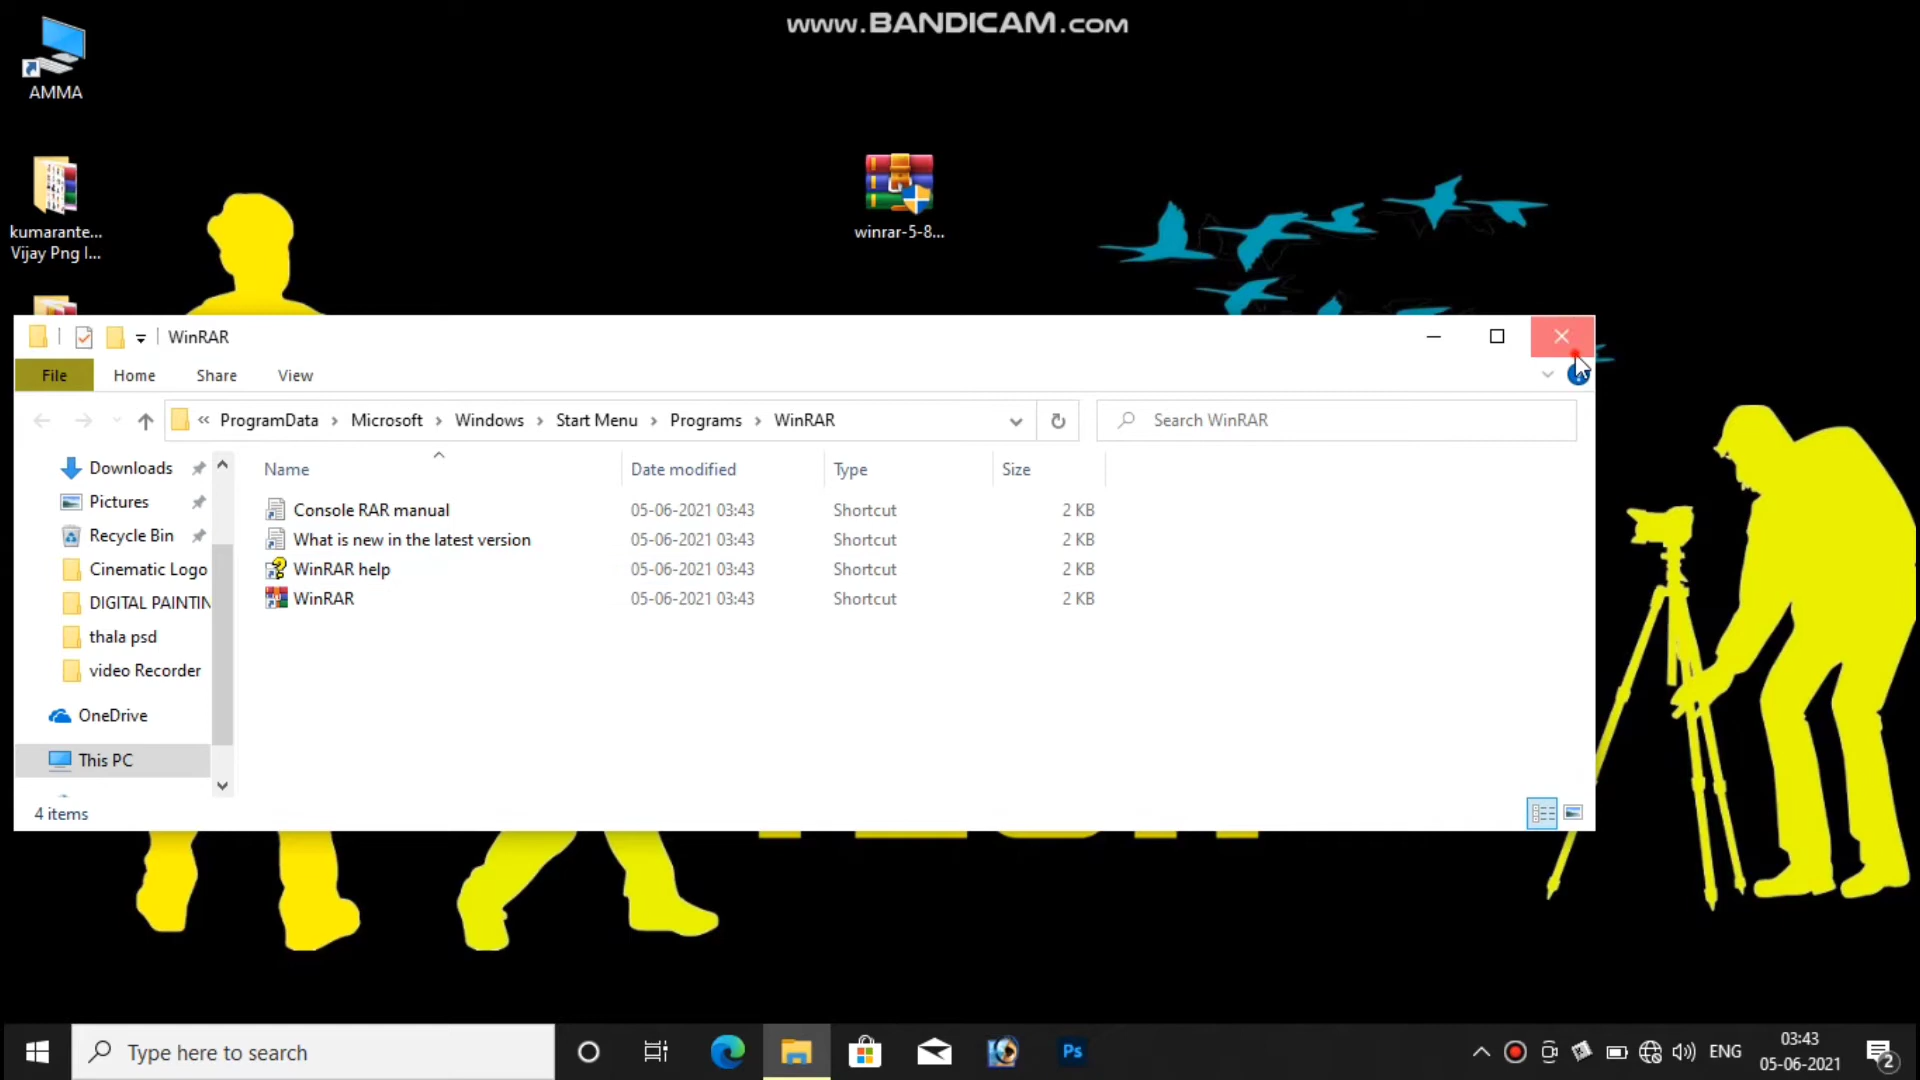 www.BANDICAM.com
AMMA
kumarante...
Vijay Png I...
winrar-5-8...
WinRAR
File
Home
Share
View
« ProgramData › Microsoft › Windows › Start Menu › Programs › WinRAR
Search WinRAR
Downloads
Pictures
Recycle Bin
Cinematic Logo
DIGITAL PAINTIN
thala psd
video Recorder
OneDrive
This PC
Name Date modified Type Size
Console RAR manual 05-06-2021 03:43 Shortcut 2 KB
What is new in the latest version 05-06-2021 03:43 Shortcut 2 KB
WinRAR help 05-06-2021 03:43 Shortcut 2 KB
WinRAR 05-06-2021 03:43 Shortcut 2 KB
4 items
Type here to search
Ps
ENG
03:43
05-06-2021
2